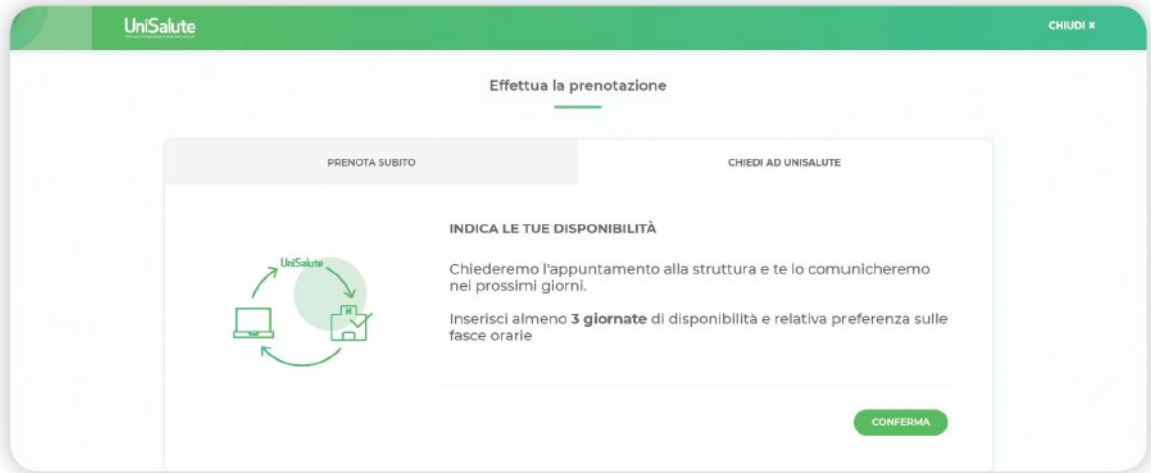 UniSalute
CHIUDI ×
Effettua la prenotazione
PRENOTA SUBITO
CHIEDI AD UNISALUTE
INDICA LE TUE DISPONIBILITÀ
UniSalute
Chiederemo l'appuntamento alla struttura e te lo comunicheremo
nei prossimi giorni.
Inserisci almeno 3 giornate di disponibilità e relativa preferenza sulle
fasce orarie
CONFERMA